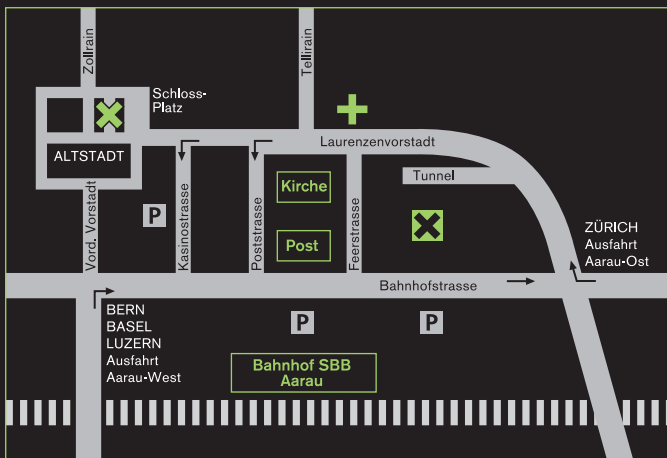 Zollrain
Tellirain
Schloss-
Platz
Laurenzenvorstadt
ALTSTADT
Kirche
Tunnel
P
Vord. Vorstadt
Kasinostrasse
Poststrasse
Feerstrasse
Post
ZÜRICH
Ausfahrt
Aarau-Ost
Bahnhofstrasse
BERN
BASEL
LUZERN
Ausfahrt
Aarau-West
P
P
Bahnhof SBB
Aarau